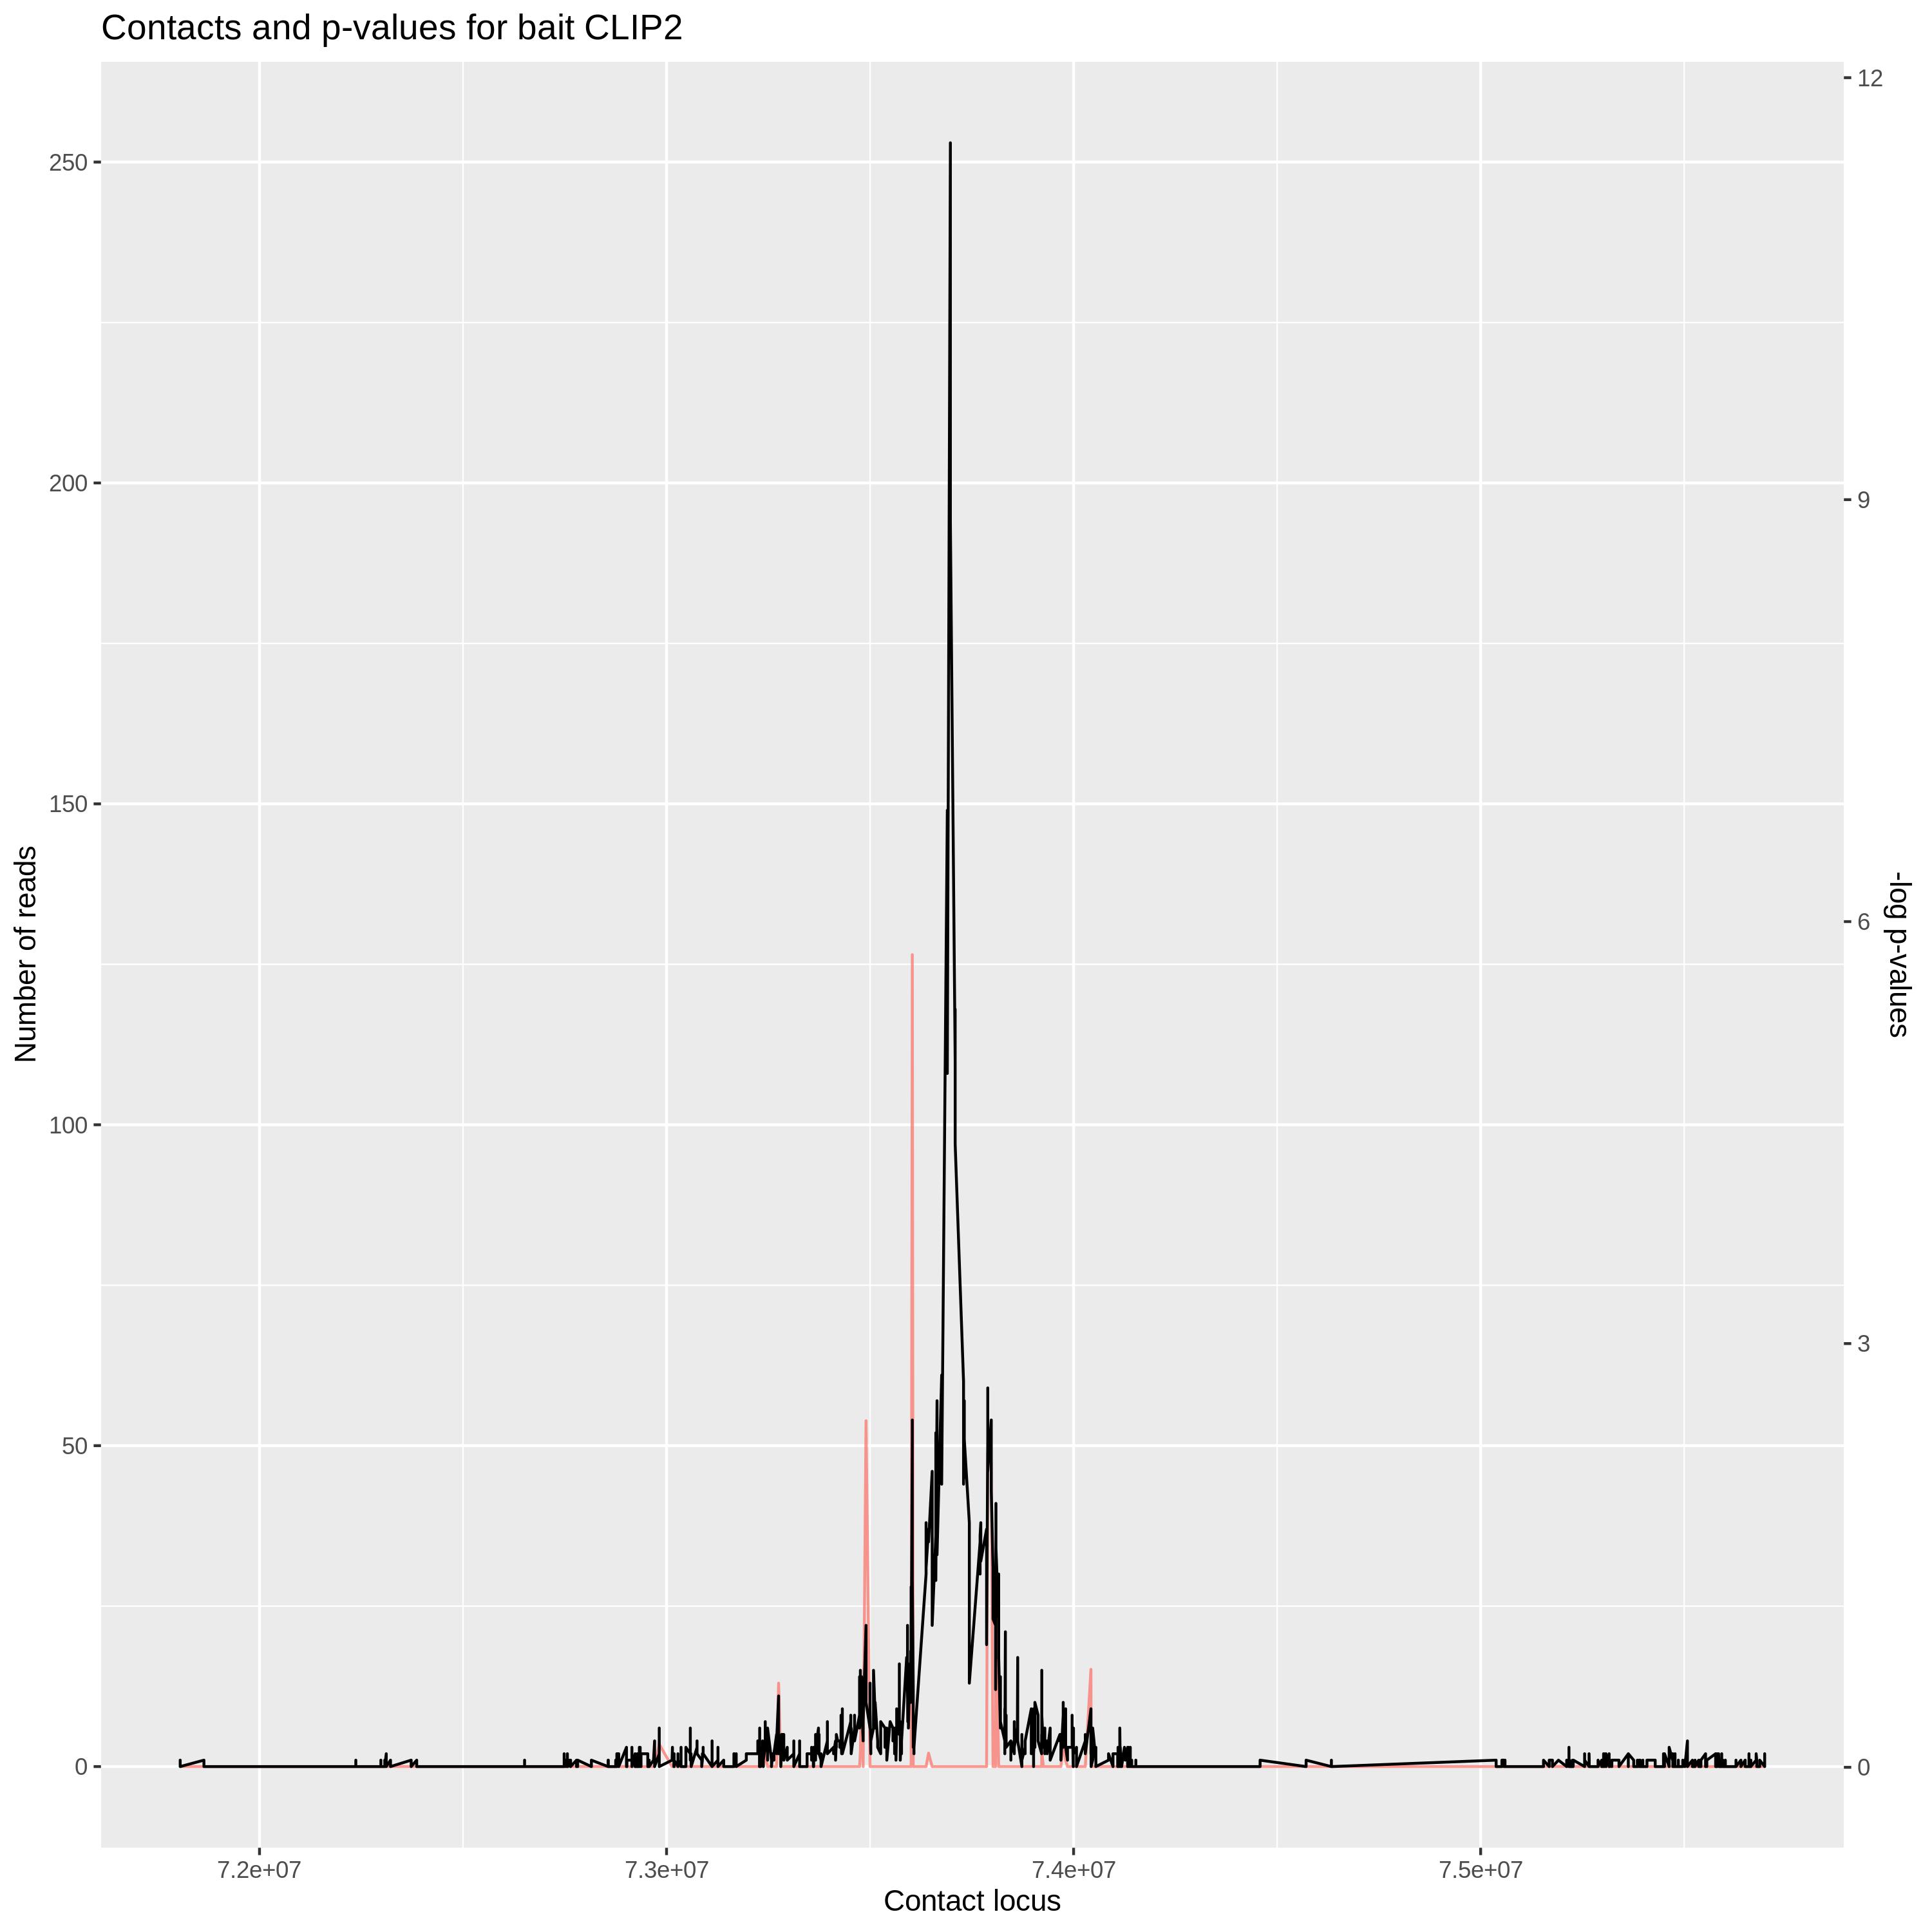 Contacts and p-values for bait CLIP2
250
200
150
100
50
0
Number of reads
12
9
6
3
0
-log p-values
7.2e+07
7.3e+07
7.4e+07
7.5e+07
Contact locus